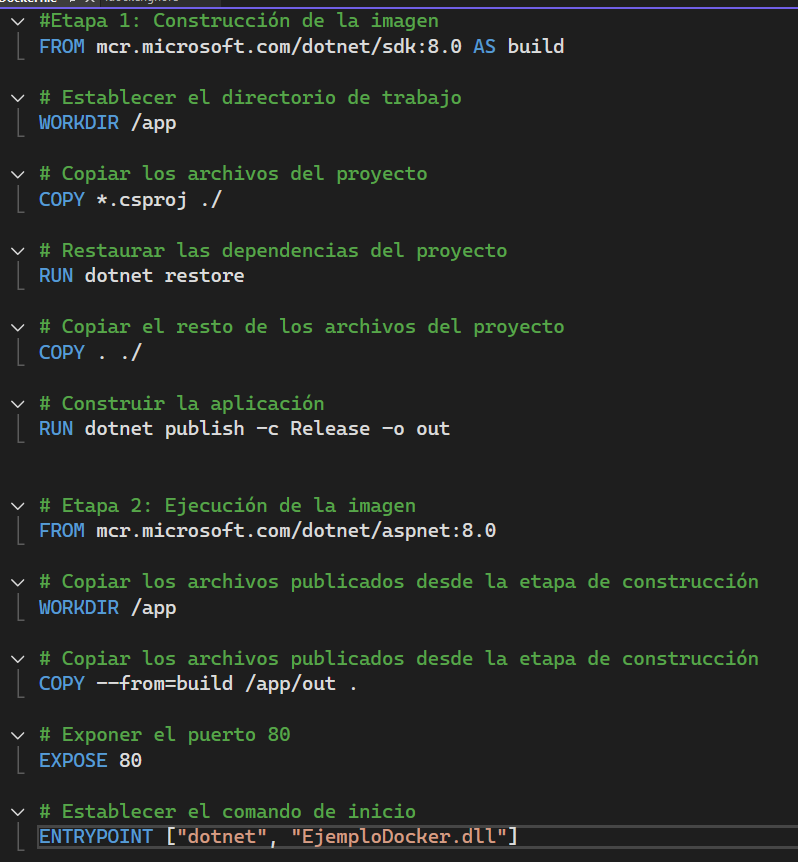 #Etapa 1: Construcción de la imagen
FROM mcr.microsoft.com/dotnet/sdk:8.0 AS build
# Establecer el directorio de trabajo
WORKDIR /app
# Copiar los archivos del proyecto
COPY *.csproj ./
# Restaurar las dependencias del proyecto
RUN dotnet restore
# Copiar el resto de los archivos del proyecto
COPY . ./
# Construir la aplicación
RUN dotnet publish -c Release -o out
# Etapa 2: Ejecución de la imagen
FROM mcr.microsoft.com/dotnet/aspnet:8.0
# Copiar los archivos publicados desde la etapa de construcción
WORKDIR /app
# Copiar los archivos publicados desde la etapa de construcción
COPY --from=build /app/out .
# Exponer el puerto 80
EXPOSE 80
# Establecer el comando de inicio
ENTRYPOINT ["dotnet", "EjemploDocker.dll"]